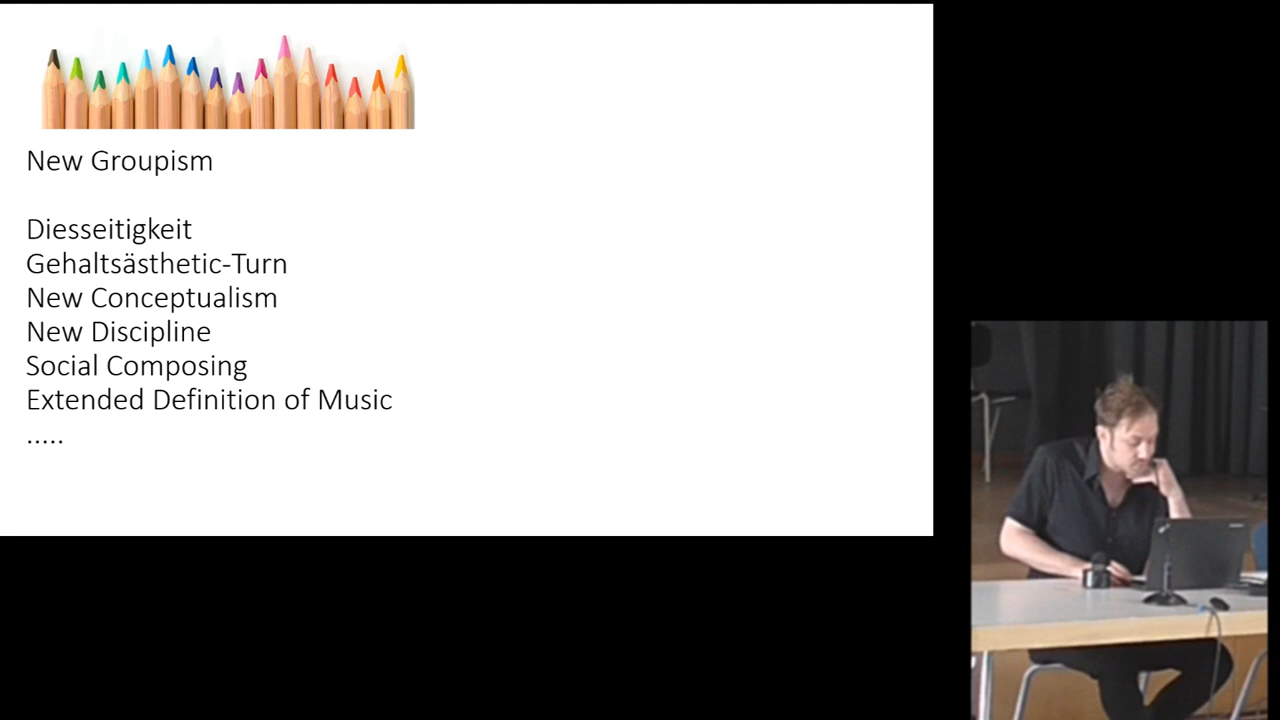 New Groupism
Diesseitigkeit
Gehaltsästhetic-Turn
New Conceptualism
New Discipline
Social Composing
Extended Definition of Music
.....